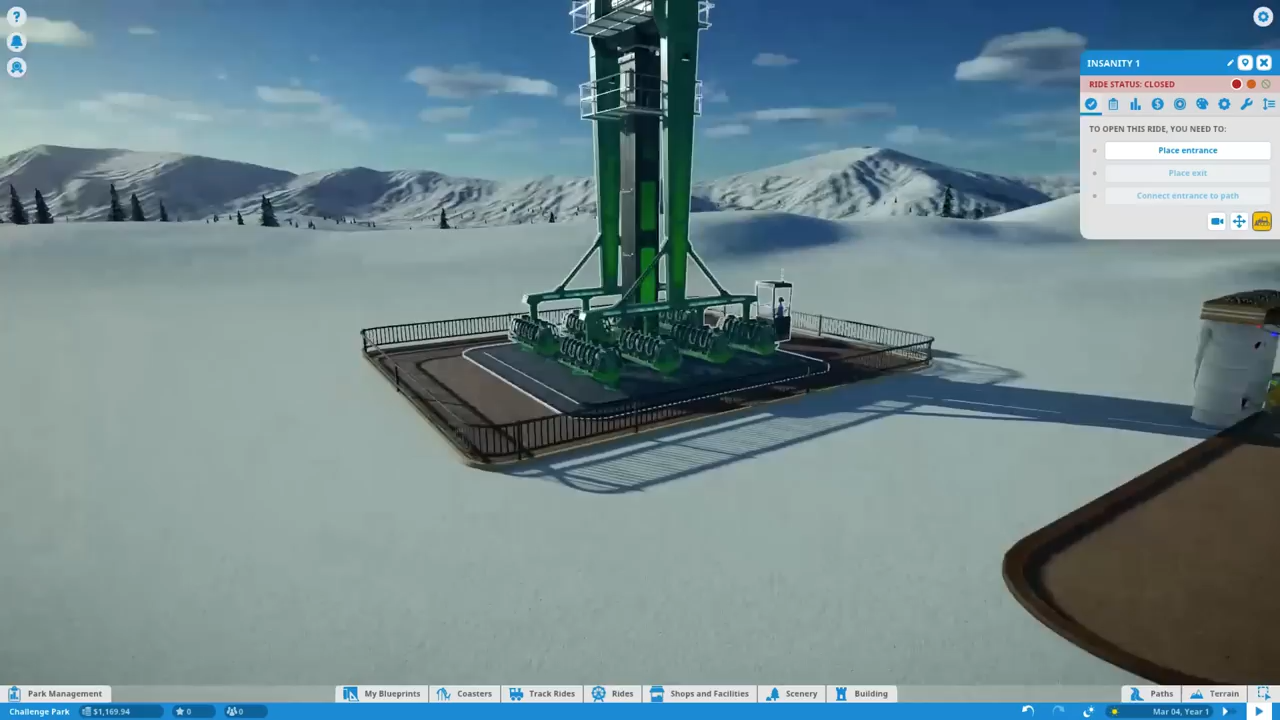 INSANITY 1
RIDE STATUS: CLOSED
TO OPEN THIS RIDE, YOU NEED TO:
Place entrance
Place exit
Connect entrance to path
Park Management
My Blueprints
Coasters
Track Rides
Rides
Shops and Facilities
Scenery
Building
Paths
Terrain
Challenge Park
$1,169.94
0
0
Mar 04, Year 1